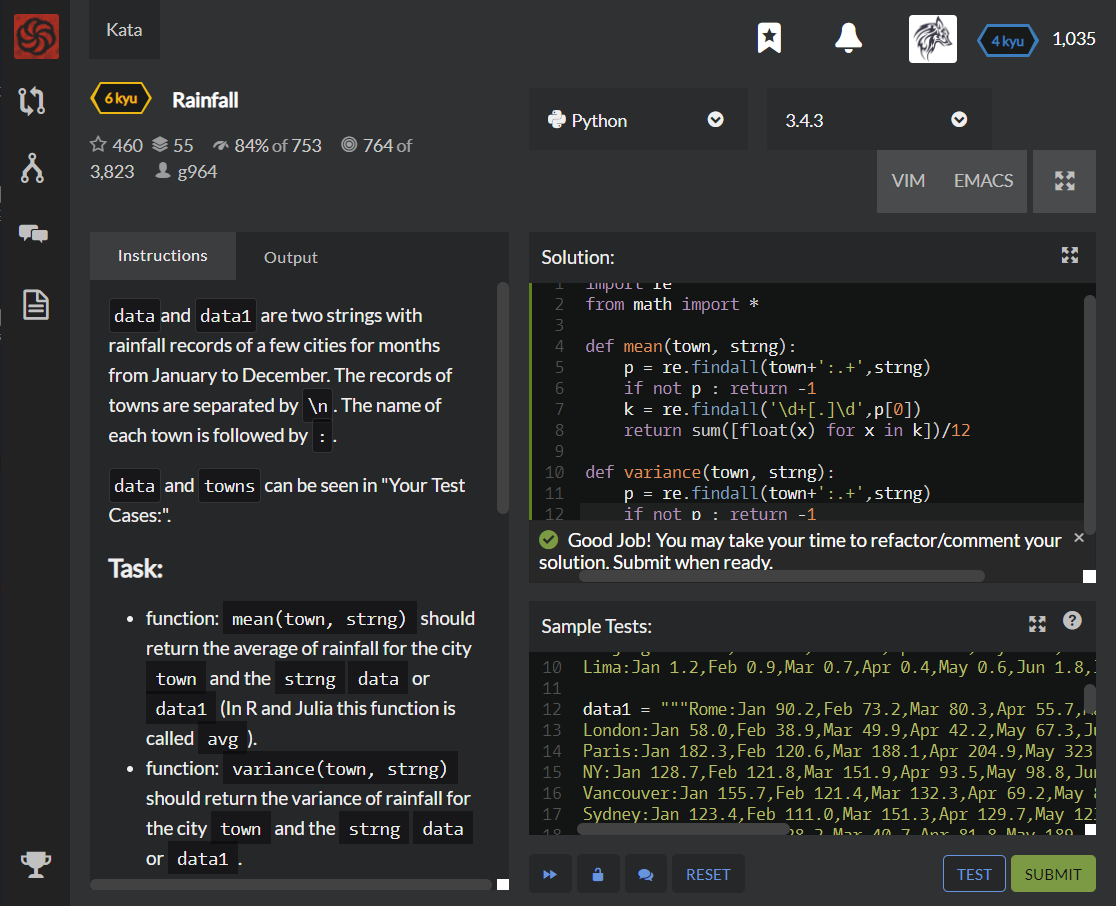 Kata
4 kyu
1,035
6 kyu
Rainfall
460 55 84% of 753 764 of
3,823 g964
Python
3.4.3
VIM EMACS
Instructions
Output
data and data1 are two strings with
rainfall records of a few cities for months
from January to December. The records of
towns are separated by \n . The name of
each town is followed by : .
data and towns can be seen in "Your Test
Cases:".
Task:
• function: mean(town, strng) should
return the average of rainfall for the city
town and the strng data or
data1 (In R and Julia this function is
called avg ).
• function: variance(town, strng)
should return the variance of rainfall for
the city town and the strng data
or data1 .
Solution:
1 import re
2 from math import *
3
4 def mean(town, strng):
5 p = re.findall(town+':.+',strng)
6 if not p : return -1
7 k = re.findall('\d+[.]\d',p[0])
8 return sum([float(x) for x in k])/12
9
10 def variance(town, strng):
11 p = re.findall(town+':.+',strng)
12 if not p : return -1
Good Job! You may take your time to refactor/comment your
solution. Submit when ready.
Sample Tests:
10 Lima:Jan 1.2,Feb 0.9,Mar 0.7,Apr 0.4,May 0.6,Jun 1.8,
11
12 data1 = """Rome:Jan 90.2,Feb 73.2,Mar 80.3,Apr 55.7,
13 London:Jan 58.0,Feb 38.9,Mar 49.9,Apr 42.2,May 67.3,
14 Paris:Jan 182.3,Feb 120.6,Mar 188.1,Apr 204.9,May 323
15 NY:Jan 128.7,Feb 121.8,Mar 151.9,Apr 93.5,May 98.8,Jun
16 Vancouver:Jan 155.7,Feb 121.4,Mar 132.3,Apr 69.2,May
17 Sydney:Jan 123.4,Feb 111.0,Mar 151.3,Apr 129.7,May
18
RESET
TEST
SUBMIT